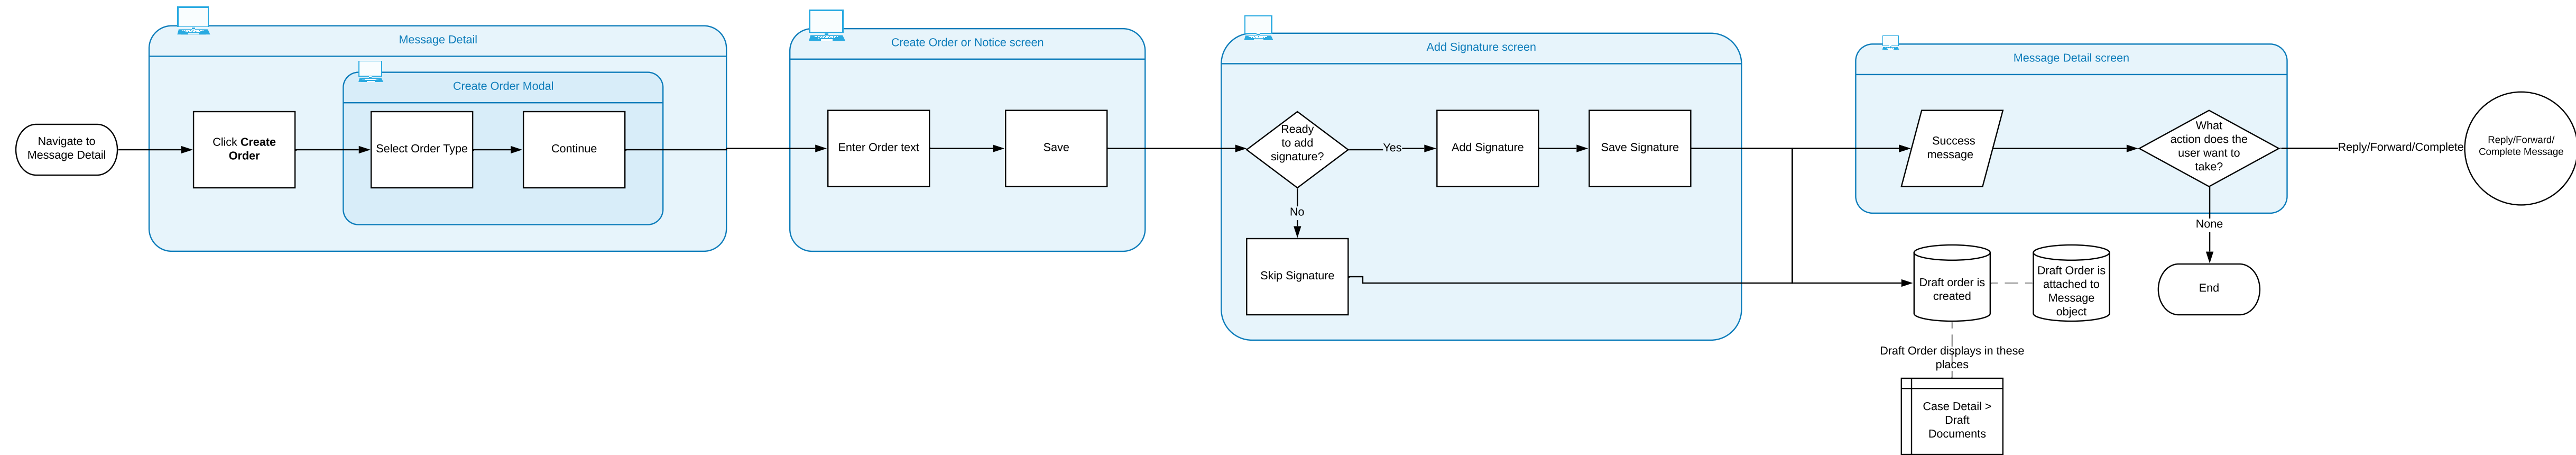 Message Detail
Create Order Modal
Navigate to
Message Detail
Click Create
Order
Select Order Type
Continue
Create Order or Notice screen
Enter Order text
Save
Add Signature screen
Ready
to add
signature?
Yes
Add Signature
Save Signature
No
Skip Signature
Message Detail screen
Success
message
What
action does the
user want to
take?
Reply/Forward/Complete
Reply/Forward/
Complete Message
None
End
Draft order is
created
Draft Order is
attached to
Message
object
Draft Order displays in these
places
Case Detail >
Draft
Documents